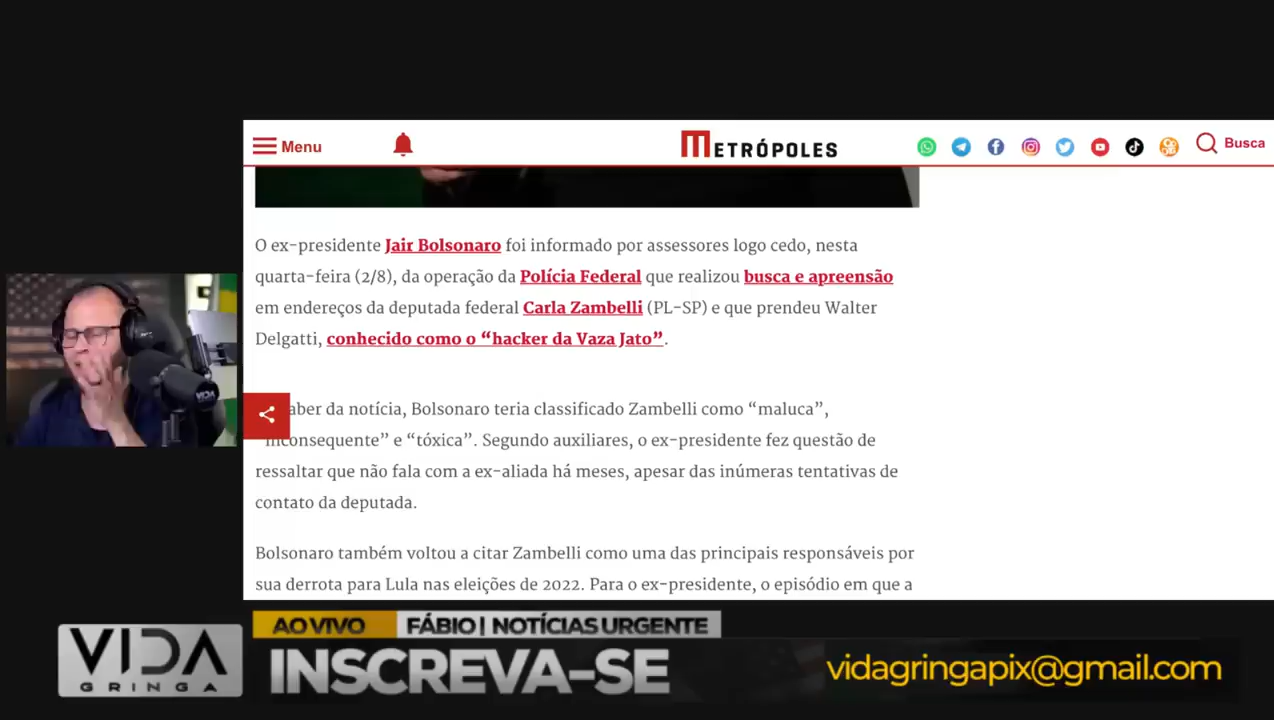 Menu
METRÓPOLES
Busca
O ex-presidente Jair Bolsonaro foi informado por assessores logo cedo, nesta
quarta-feira (2/8), da operação da Polícia Federal que realizou busca e apreensão
em endereços da deputada federal Carla Zambelli (PL-SP) e que prendeu Walter
Delgatti, conhecido como o “hacker da Vaza Jato”.
aber da notícia, Bolsonaro teria classificado Zambelli como “maluca”,
inconsequente” e “tóxica”. Segundo auxiliares, o ex-presidente fez questão de
ressaltar que não fala com a ex-aliada há meses, apesar das inúmeras tentativas de
contato da deputada.
Bolsonaro também voltou a citar Zambelli como uma das principais responsáveis por
sua derrota para Lula nas eleições de 2022. Para o ex-presidente, o episódio em que a
VIDA
AO VIVO
FÁBIO | NOTÍCIAS URGENTE
VIDA
GRINGA
INSCREVA-SE
vidagringapix@gmail.com